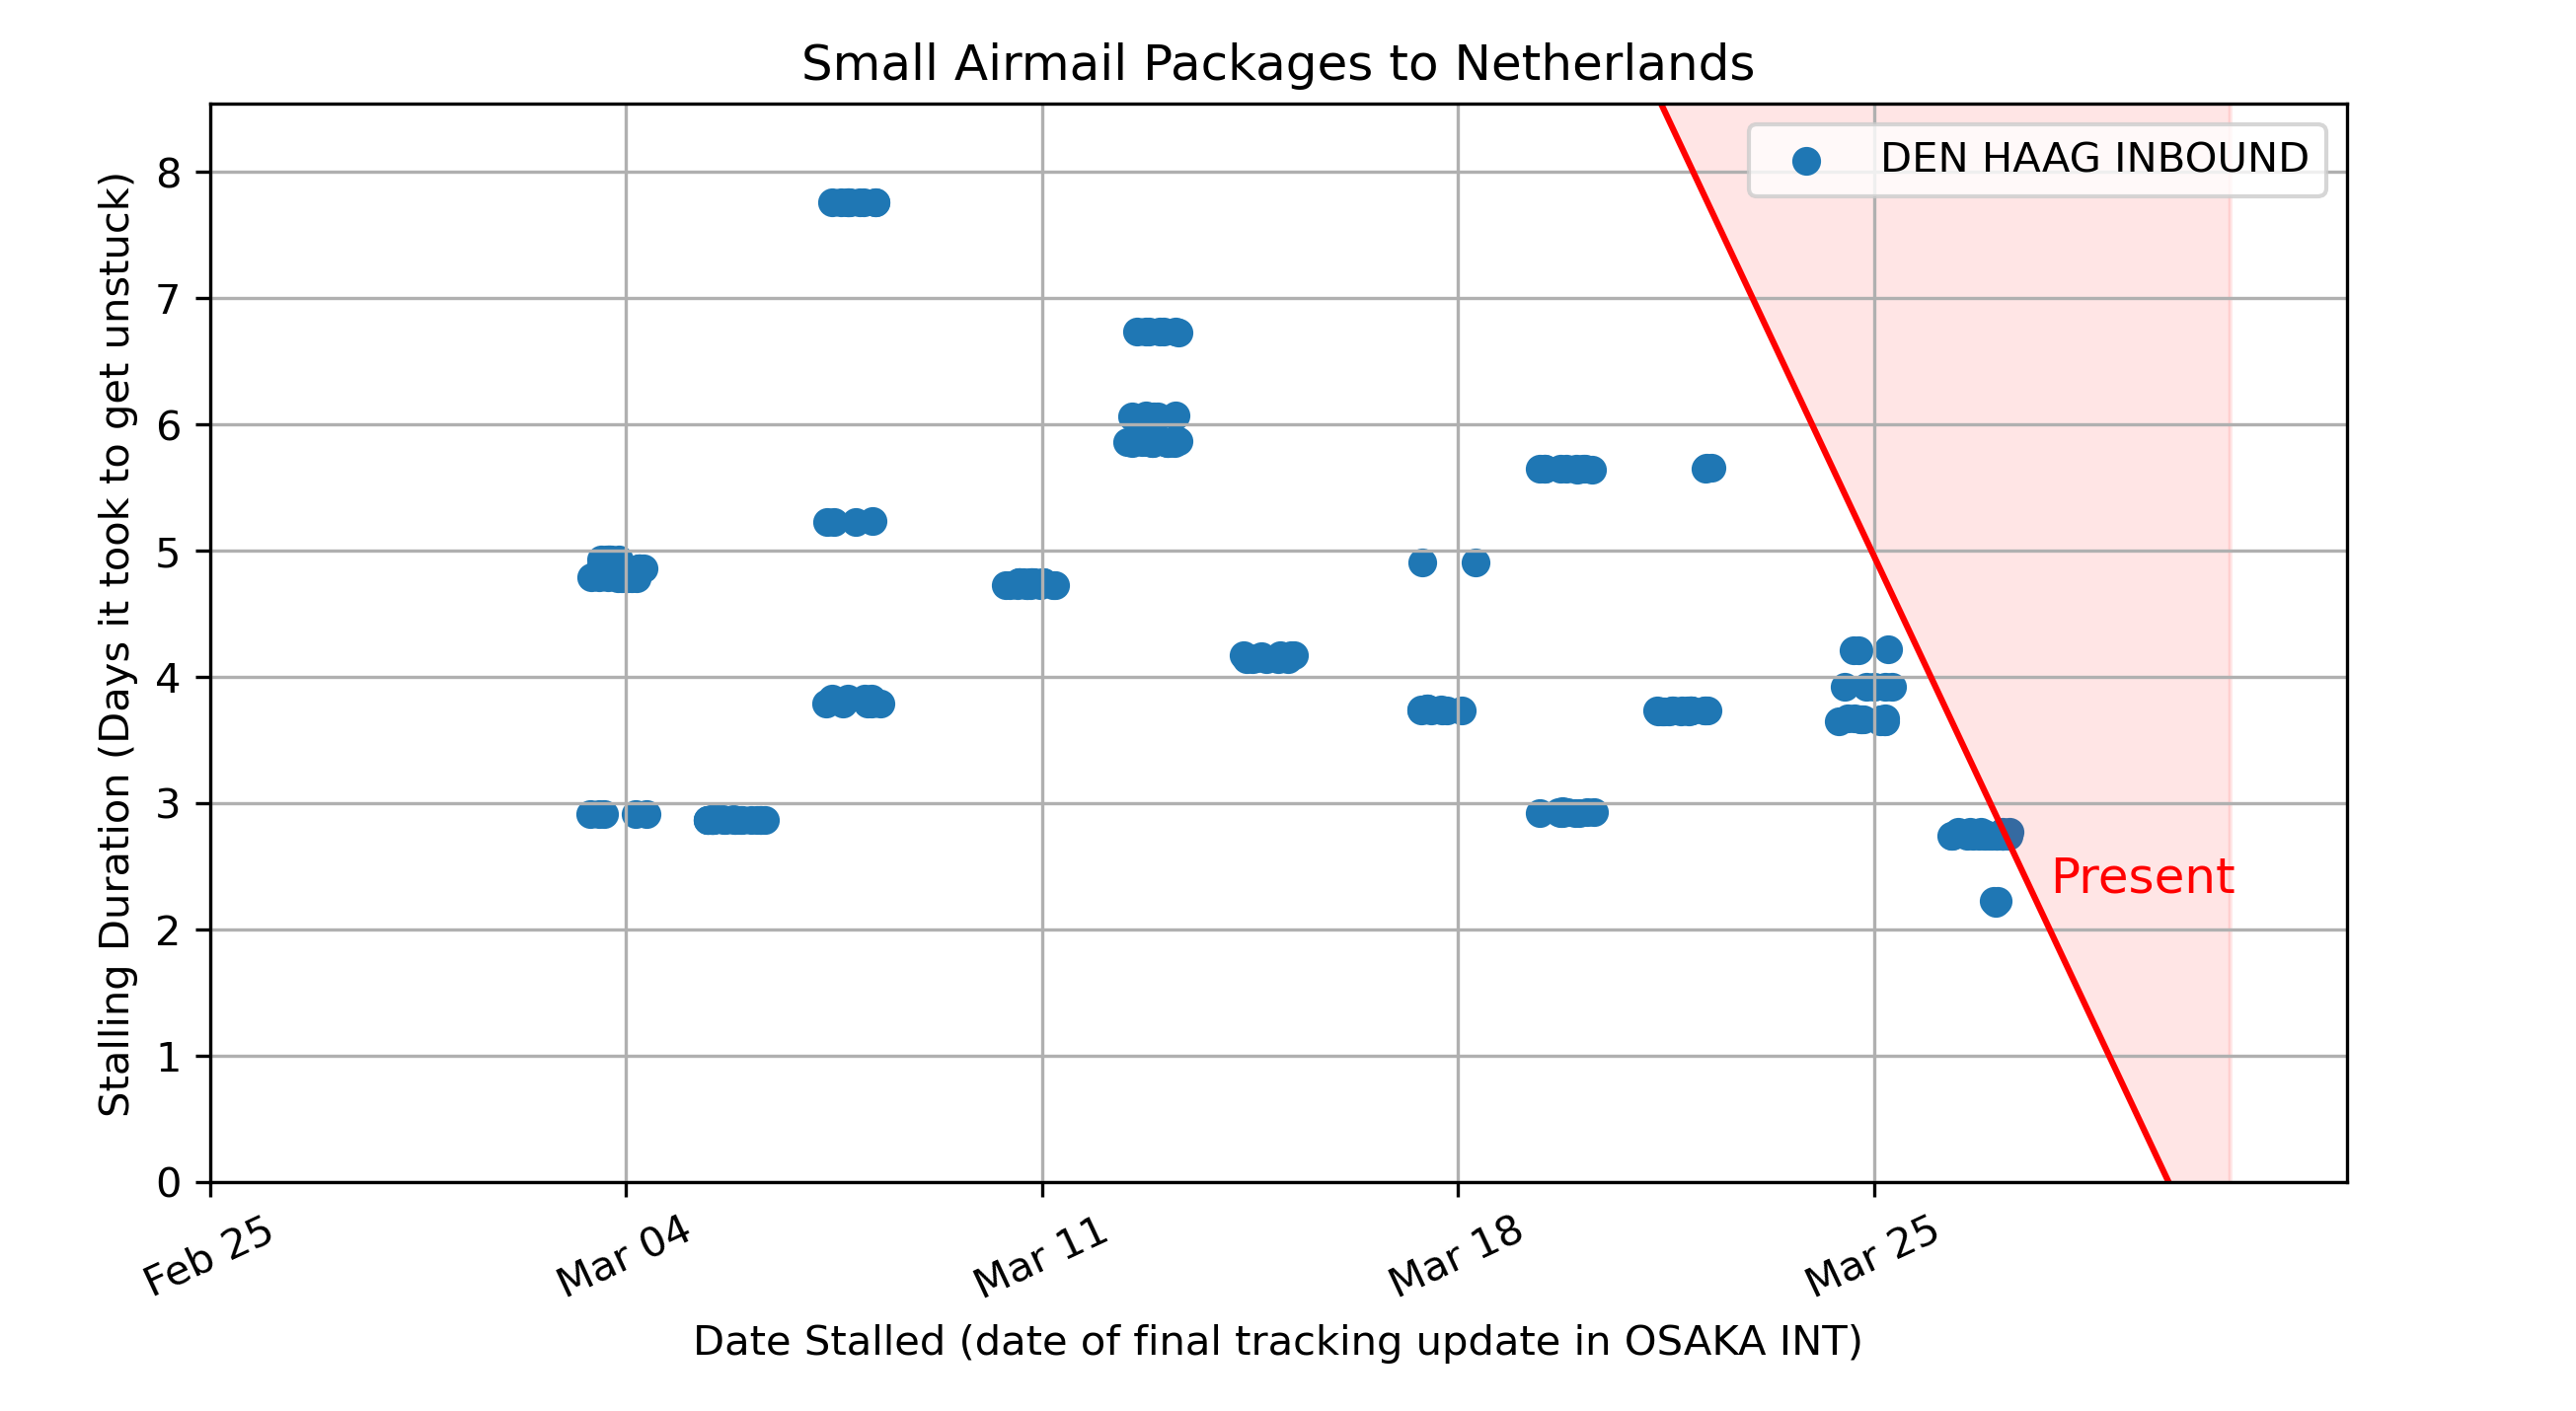 Small Airmail Packages to Netherlands
DEN HAAG INBOUND
Stalling Duration (Days it took to get unstuck)
8
7
6
5
4
3
2
1
0
Present
Feb 25
Mar 04
Mar 11
Mar 18
Mar 25
Date Stalled (date of final tracking update in OSAKA INT)